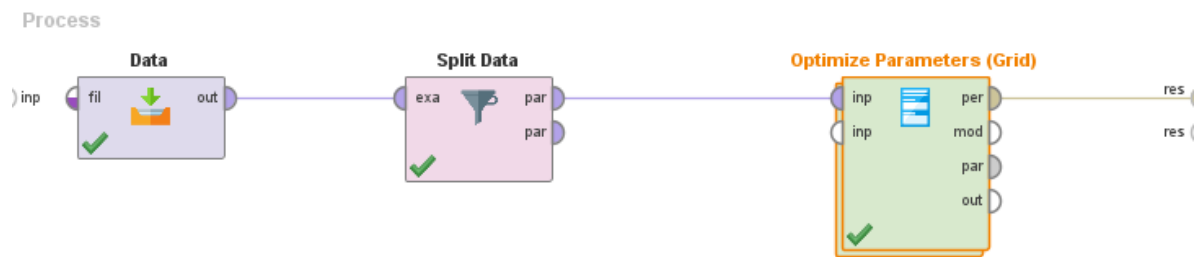 Process
Data
Split Data
Optimize Parameters (Grid)
inp
fil
out
exa
par
par
inp
per
res
inp
mod
res
par
out